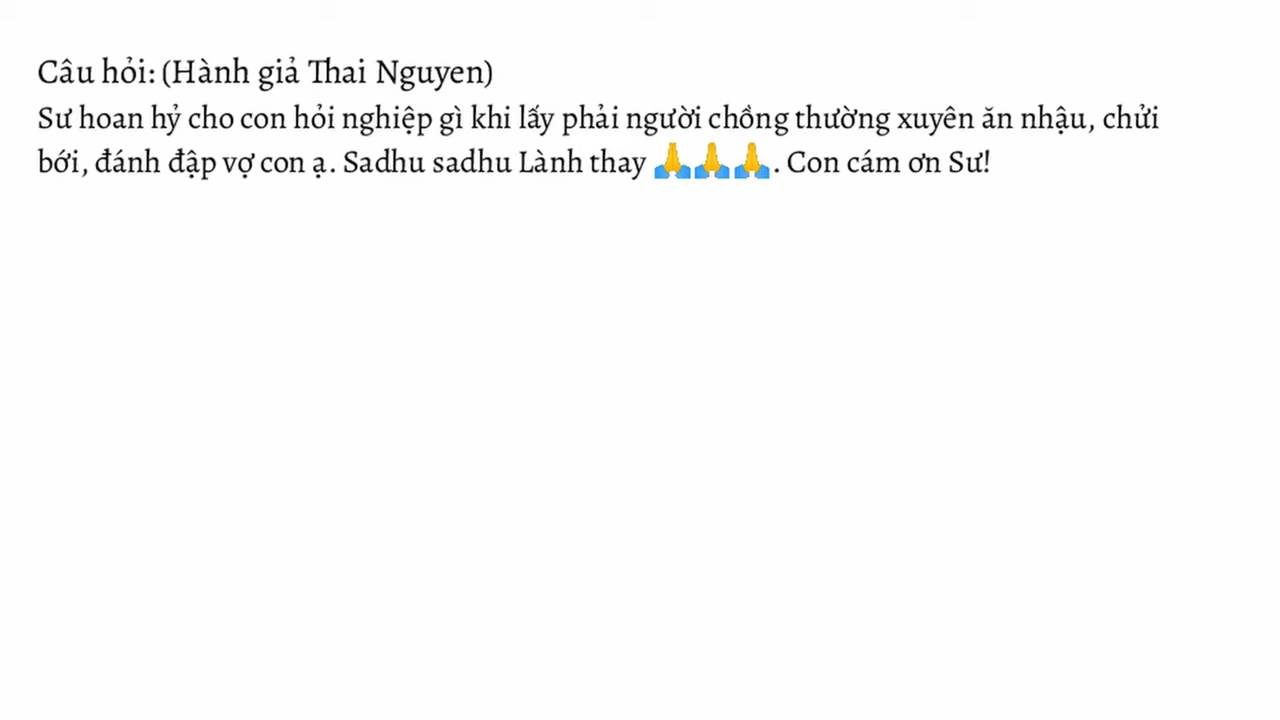 Câu hỏi: (Hành giả Thai Nguyen)
Sư hoan hỷ cho con hỏi nghiệp gì khi lấy phải người chồng thường xuyên ăn nhậu, chửi
bới, đánh đập vợ con ạ. Sadhu sadhu Lành thay 🙏🙏🙏. Con cám ơn Sư!